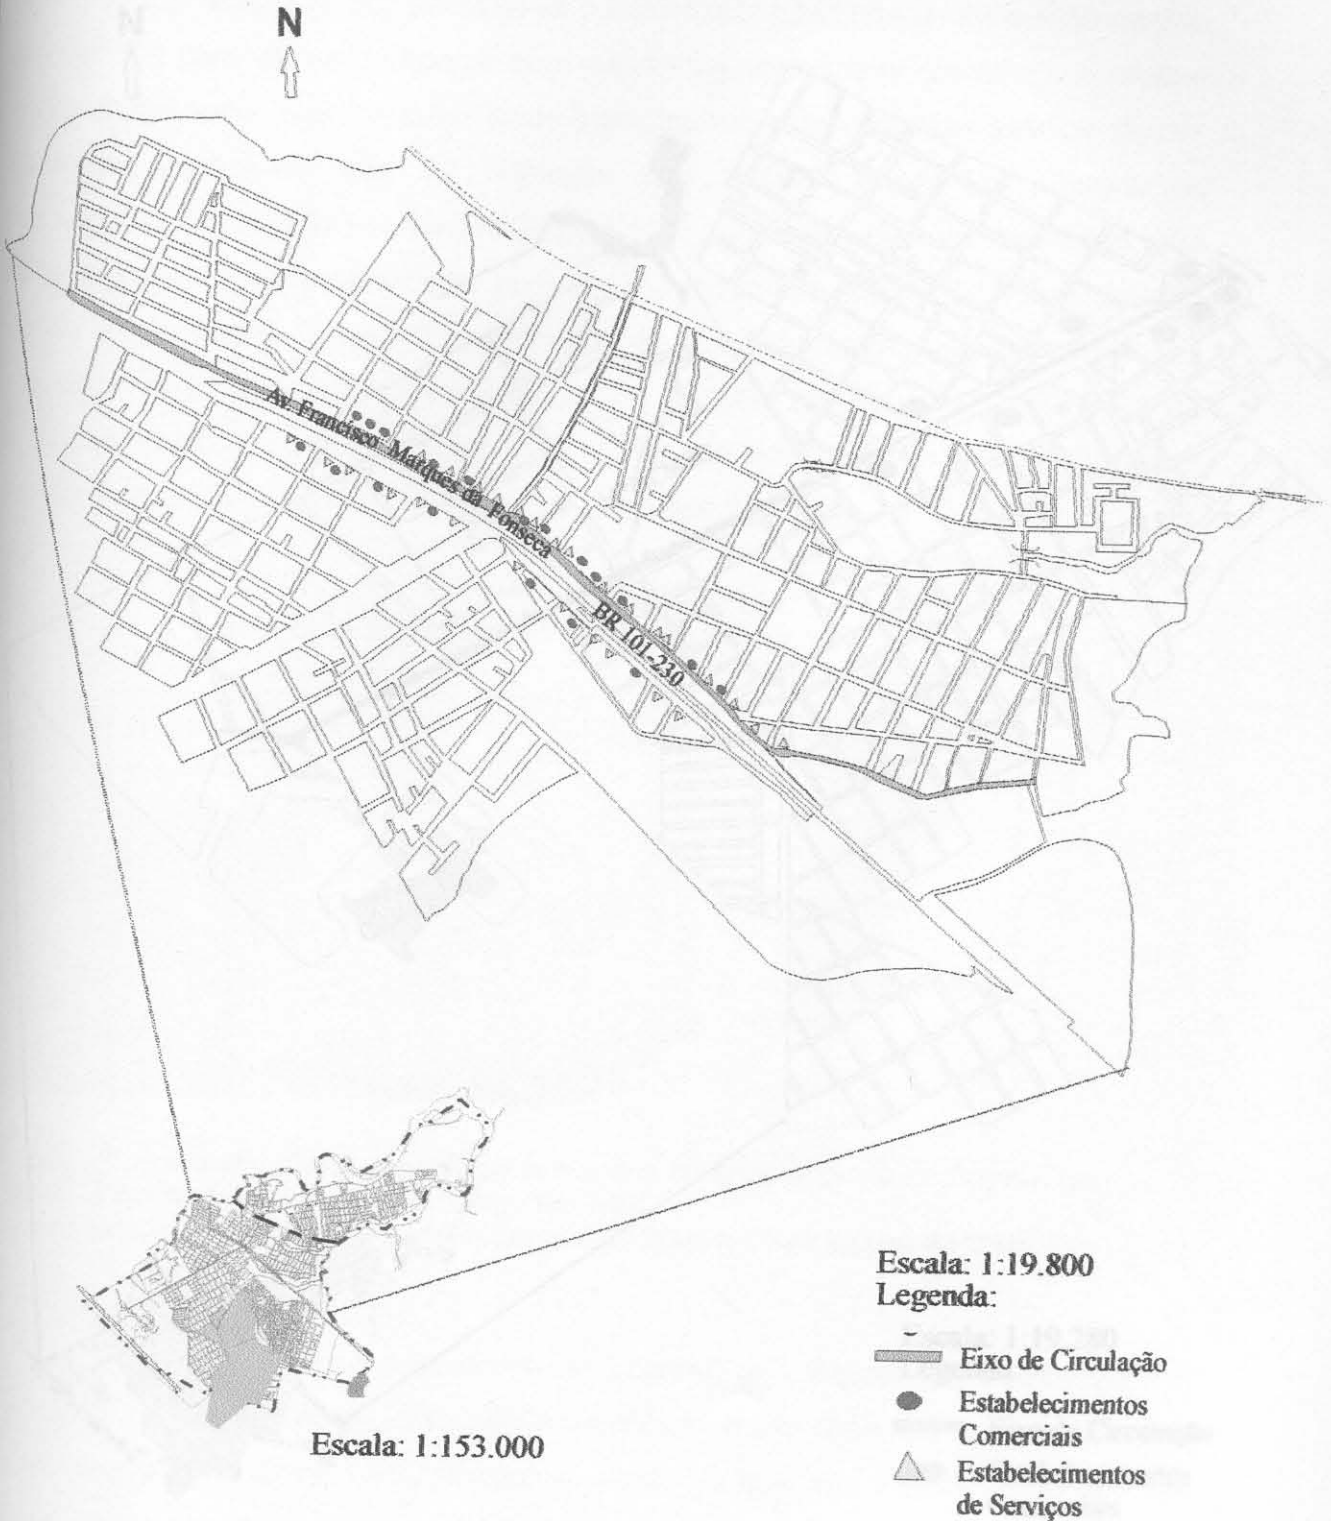 N
Av. Francisco Marques da Fonseca
BR 101-230
Escala: 1:19.800
Legenda:
Eixo de Circulação
Estabelecimentos
Comerciais
Estabelecimentos
de Serviços
Escala: 1:153.000